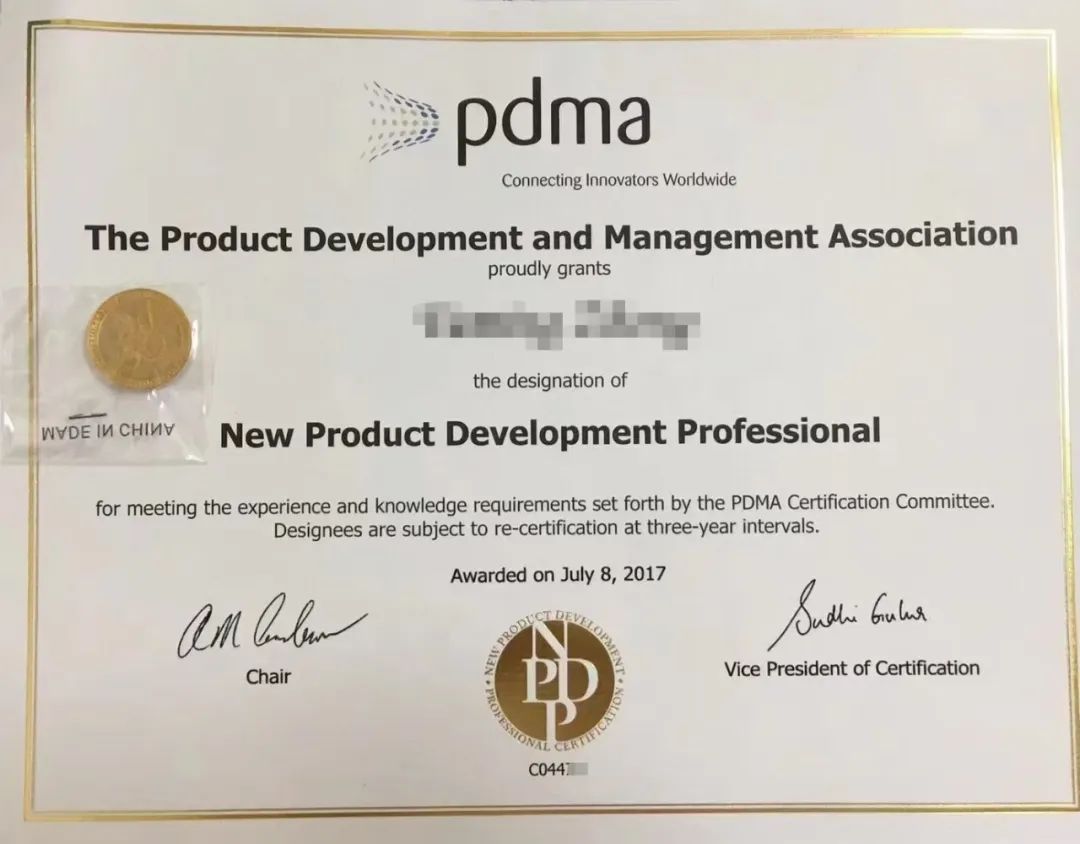 pdma
Connecting Innovators Worldwide
The Product Development and Management Association
proudly grants
the designation of
MADE IN CHINA
New Product Development Professional
for meeting the experience and knowledge requirements set forth by the PDMA Certification Committee.
Designees are subject to re-certification at three-year intervals.
Awarded on July 8, 2017
Chair
NEW PRODUCT DEVELOPMENT
PROFESSIONAL CERTIFICATION
NPDP
Vice President of Certification
C044